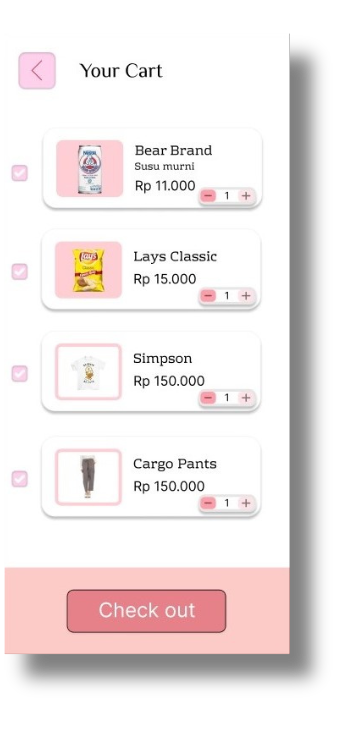 Your Cart
Bear Brand
Susu murni
Rp 11.000
− 1 +
Lays Classic
Rp 15.000
− 1 +
Simpson
Rp 150.000
− 1 +
Cargo Pants
Rp 150.000
− 1 +
Check out
Lay's